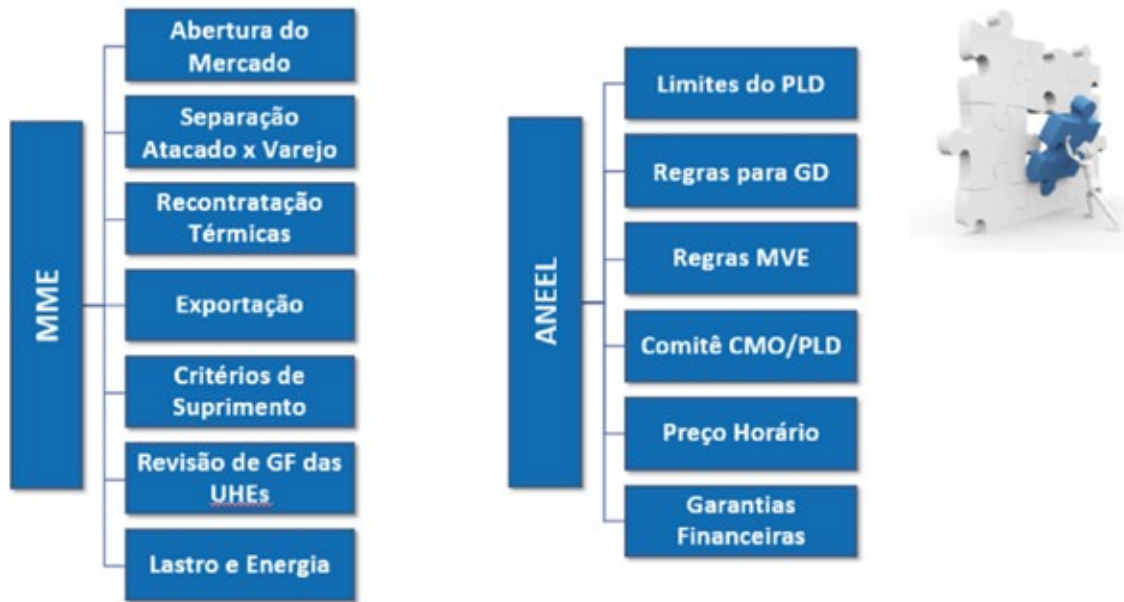 MME
Abertura do
Mercado
Separação
Atacado x Varejo
Recontratação
Térmicas
Exportação
Critérios de
Suprimento
Revisão de GF das
UHEs
Lastro e Energia
ANEEL
Limites do PLD
Regras para GD
Regras MVE
Comitê CMO/PLD
Preço Horário
Garantias
Financeiras